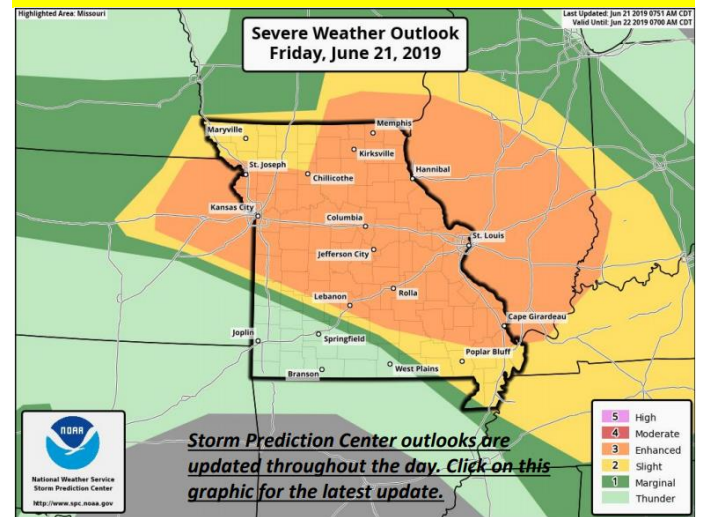 Highlighted Area: Missouri
Last Updated: Jun 21 2019 0751 AM CDT
Valid Until: Jun 22 2019 0700 AM CDT
Severe Weather Outlook
Friday, June 21, 2019
Maryville
Memphis
Kirksville
St. Joseph
Chillicothe
Hannibal
Kansas City
Columbia
St. Louis
Jefferson City
Rolla
Lebanon
Cape Girardeau
Joplin
Springfield
Poplar Bluff
West Plains
Branson
NOAA
National Weather Service
Storm Prediction Center
http://www.spc.noaa.gov
Storm Prediction Center outlooks are
updated throughout the day. Click on this
graphic for the latest update.
5 High
4 Moderate
3 Enhanced
2 Slight
1 Marginal
Thunder